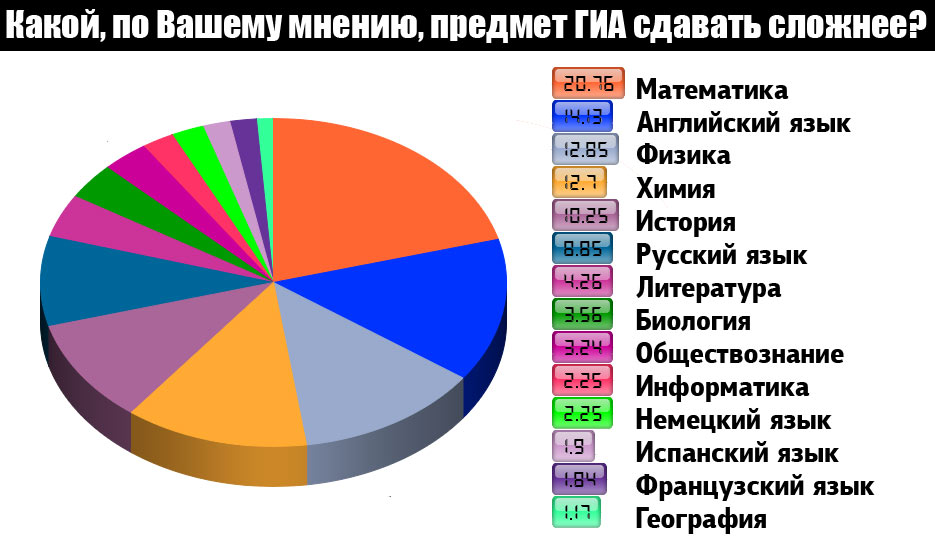 Какой, по Вашему мнению, предмет ГИА сдавать сложнее?
20.76 Математика
14.13 Английский язык
12.85 Физика
12.7 Химия
10.25 История
8.85 Русский язык
4.26 Литература
3.56 Биология
3.24 Обществознание
2.25 Информатика
2.25 Немецкий язык
1.9 Испанский язык
1.84 Французский язык
1.17 География